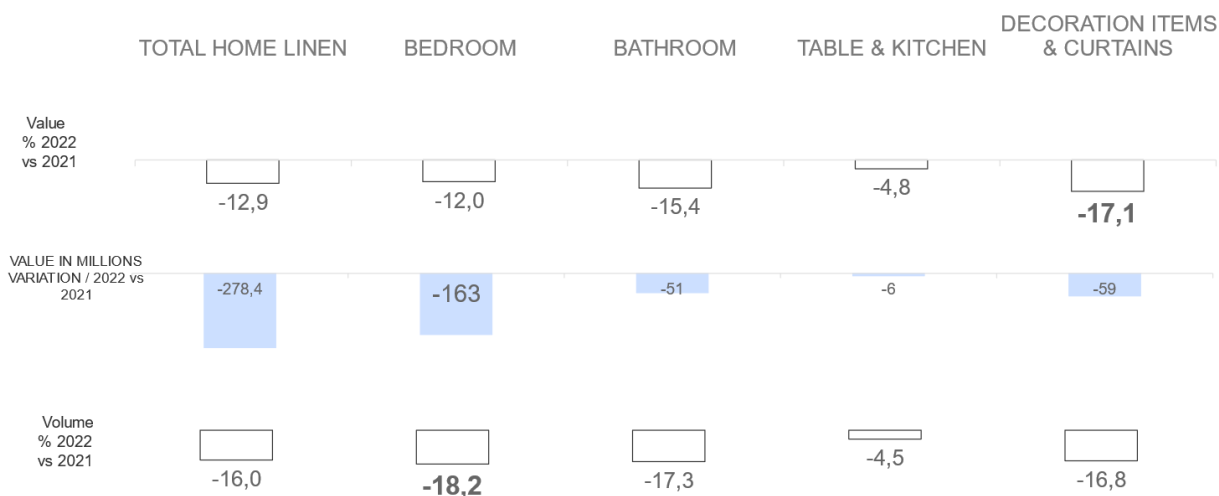 TOTAL HOME LINEN
BEDROOM
BATHROOM
TABLE & KITCHEN
DECORATION ITEMS
& CURTAINS
Value
% 2022
vs 2021
-12,9
-12,0
-15,4
-4,8
-17,1
VALUE IN MILLIONS
VARIATION / 2022 vs
2021
-278,4
-163
-51
-6
-59
Volume
% 2022
vs 2021
-16,0
-18,2
-17,3
-4,5
-16,8